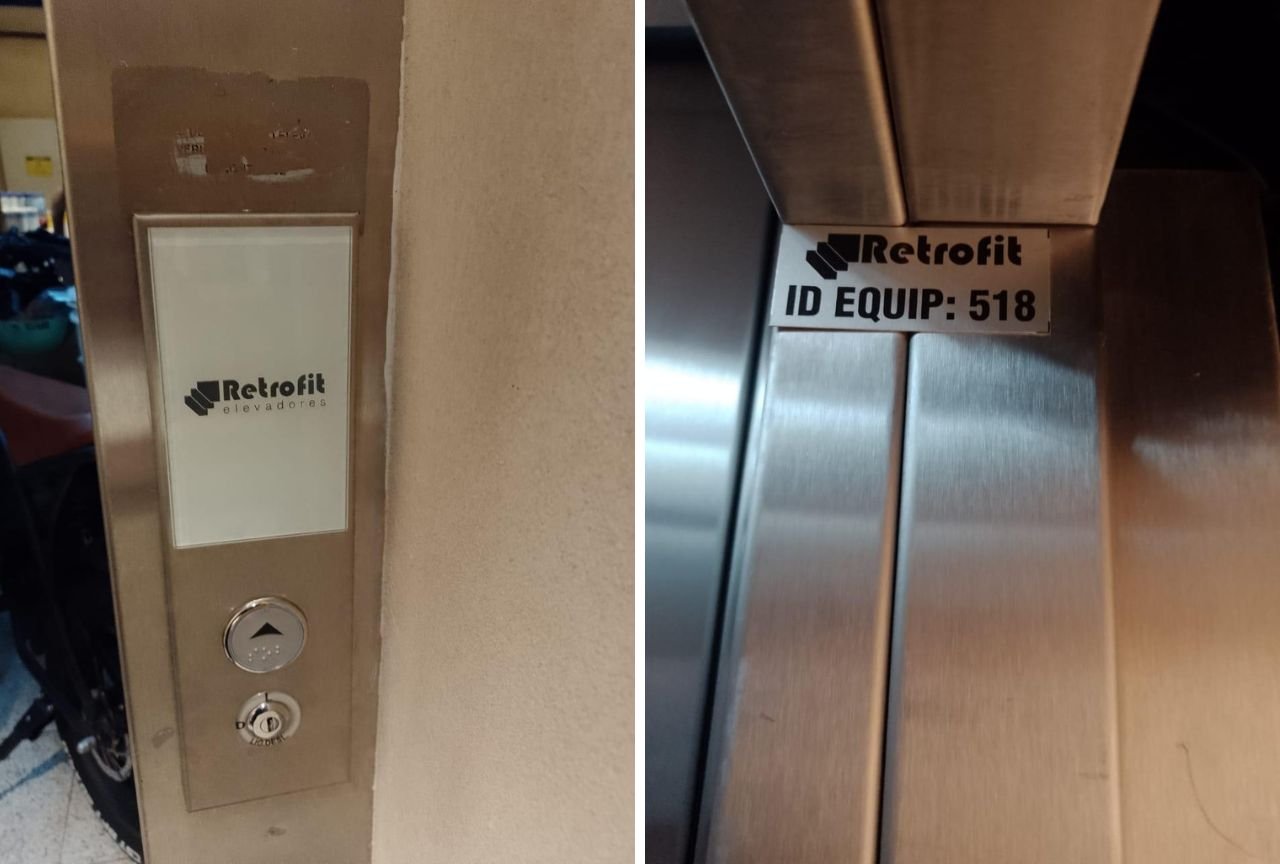 Retrofit
elevadores
Retrofit
ID EQUIP: 518